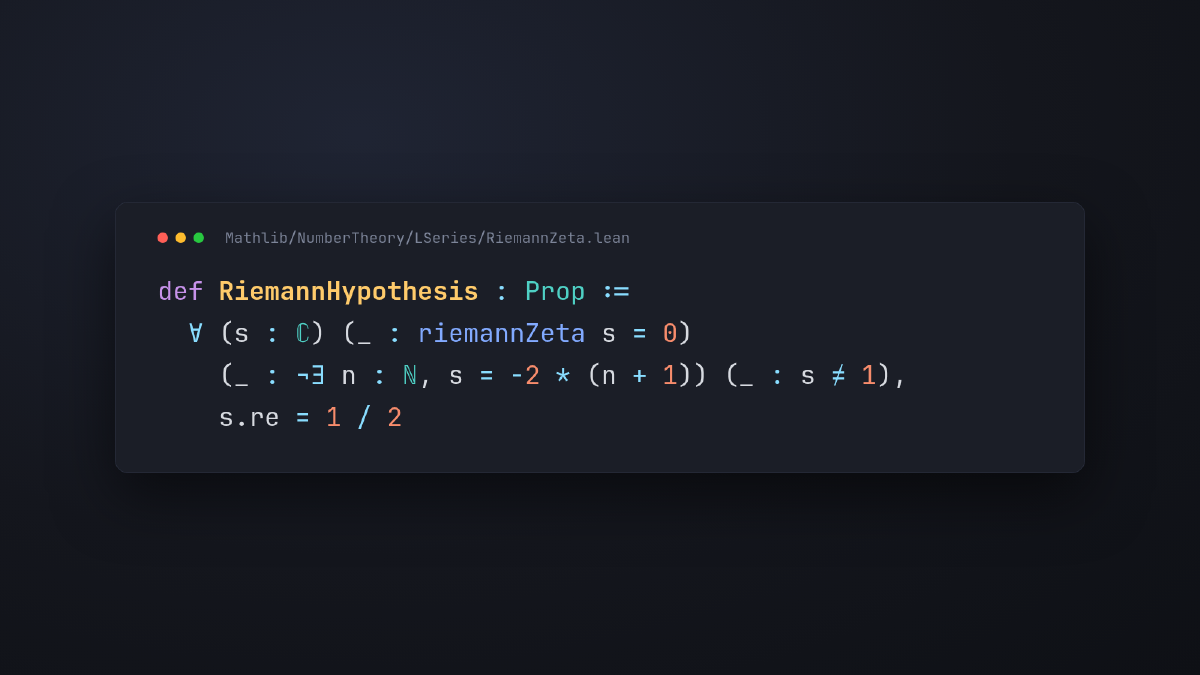 Mathlib/NumberTheory/LSeries/RiemannZeta.lean
def RiemannHypothesis : Prop :=
∀ (s : ℂ) (_ : riemannZeta s = 0)
(_ : ¬∃ n : ℕ, s = -2 * (n + 1)) (_ : s ≠ 1),
s.re = 1 / 2